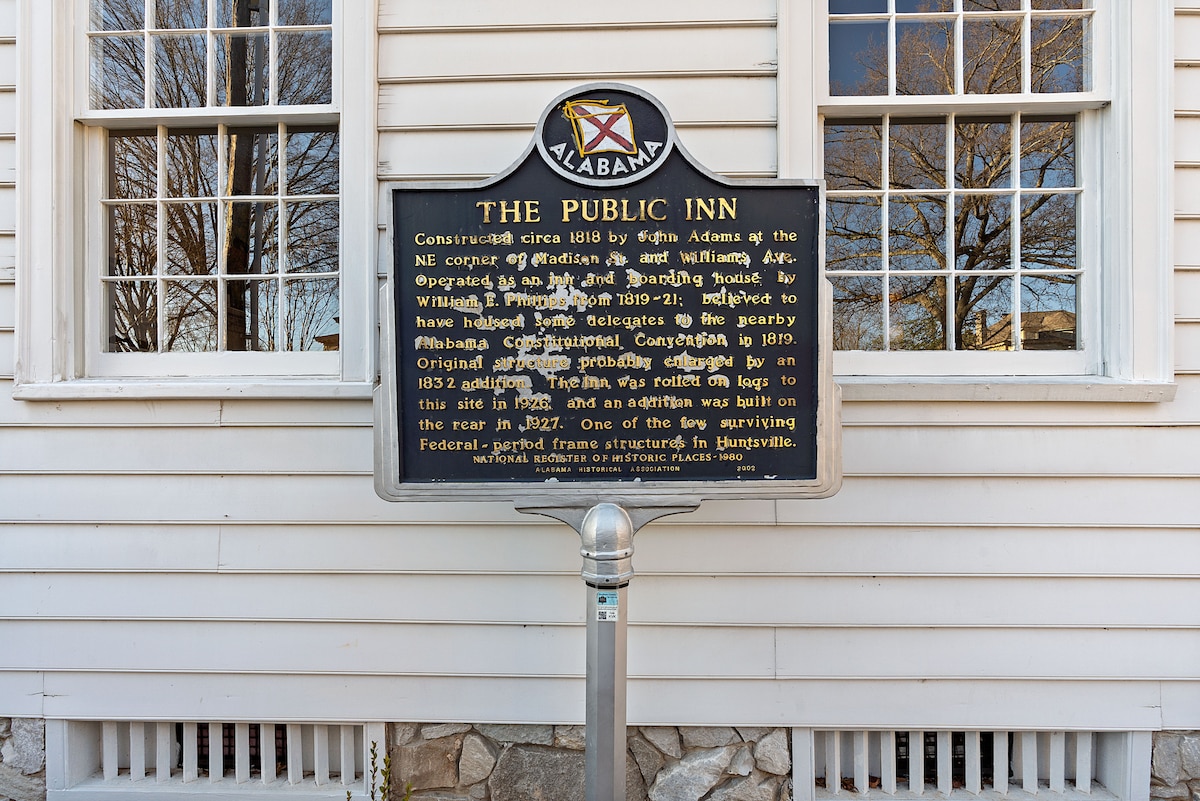 ALABAMA
THE PUBLIC INN
Constructed circa 1818 by John Adams at the
NE corner of Madison St. and Williams Ave.
Operated as an inn and boarding house by
William E. Phillips from 1819-21; believed to
have housed some delegates to the nearby
Alabama Constitutional Convention in 1819.
Original structure probably enlarged by an
1832 addition. The Inn was rolled on logs to
this site in 1926 and an addition was built on
the rear in 1927. One of the few surviving
Federal-period frame structures in Huntsville.
NATIONAL REGISTER OF HISTORIC PLACES-1980
ALABAMA HISTORICAL ASSOCIATION 2002